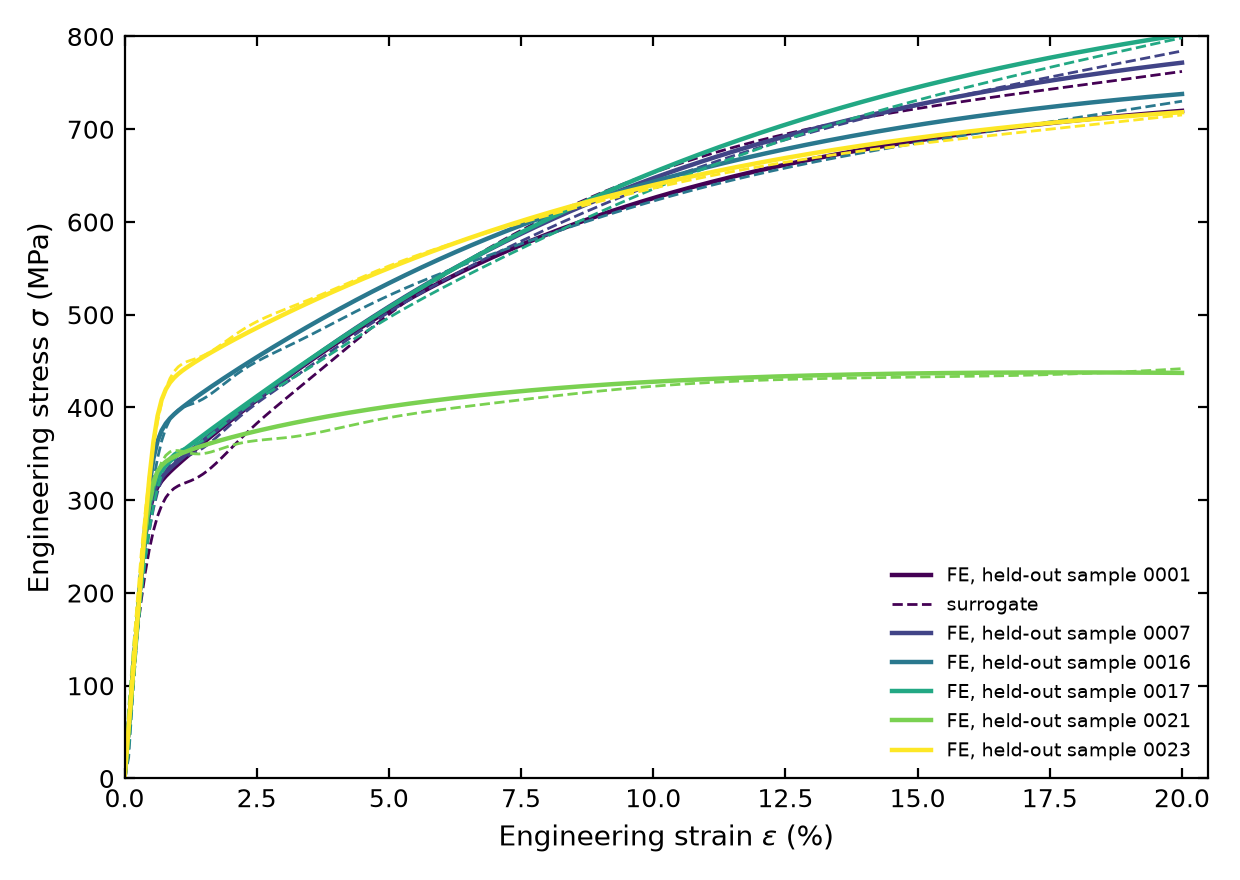 Engineering stress σ (MPa)
800
700
600
500
400
300
200
100
0
FE, held-out sample 0001
surrogate
FE, held-out sample 0007
FE, held-out sample 0016
FE, held-out sample 0017
FE, held-out sample 0021
FE, held-out sample 0023
0.0 2.5 5.0 7.5 10.0 12.5 15.0 17.5 20.0
Engineering strain ε (%)